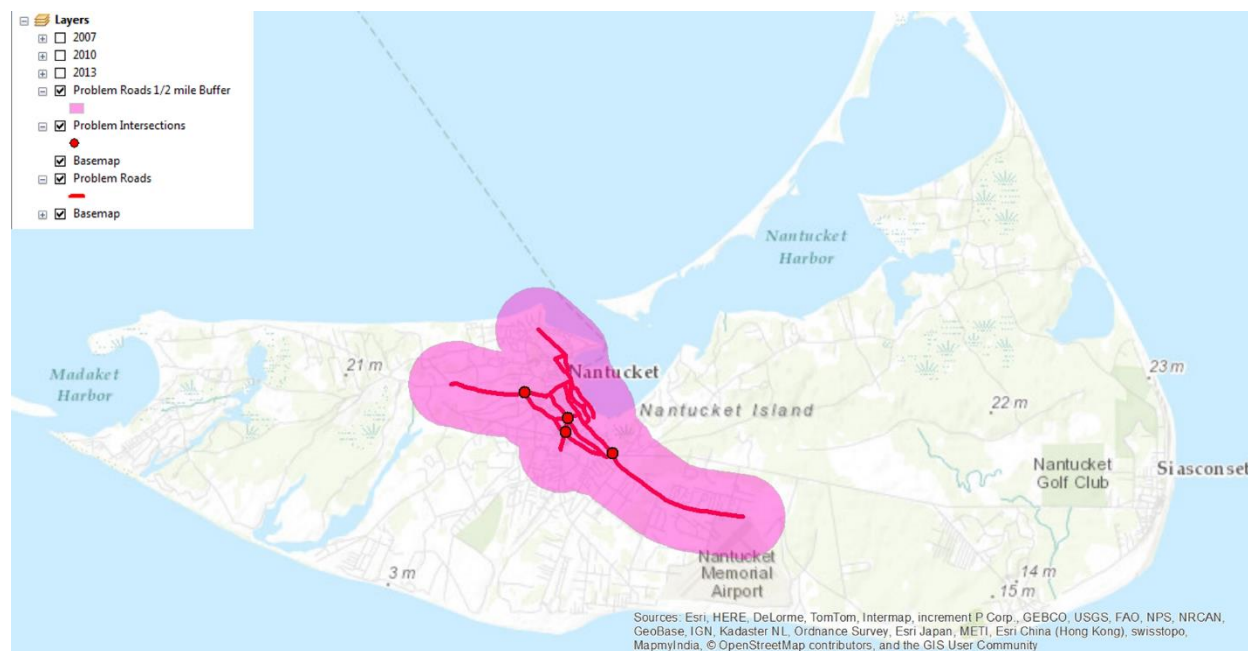 Layers
2007
2010
2013
Problem Roads 1/2 mile Buffer
Problem Intersections
Basemap
Problem Roads
Basemap
Nantucket
Harbor
Madaket
Harbor
21 m
Nantucket
Nantucket Island
23 m
22 m
Nantucket
Golf Club
Siasconset
3 m
Nantucket
Memorial
Airport
14 m
15 m
Sources: Esri, HERE, DeLorme, TomTom, Intermap, increment P Corp., GEBCO, USGS, FAO, NPS, NRCAN,
GeoBase, IGN, Kadaster NL, Ordnance Survey, Esri Japan, METI, Esri China (Hong Kong), swisstopo,
MapmyIndia, © OpenStreetMap contributors, and the GIS User Community